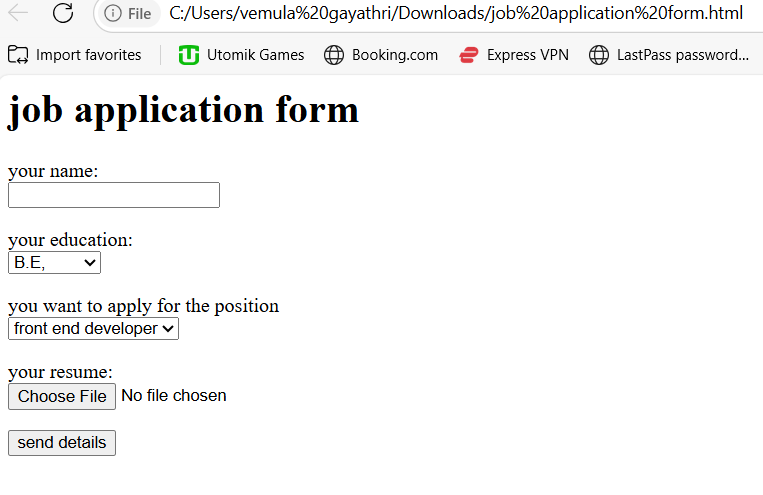 File C:/Users/vemula%20gayathri/Downloads/job%20application%20form.html
Import favorites Utomik Games Booking.com Express VPN LastPass password...
job application form
your name:
your education:
B.E,
you want to apply for the position
front end developer
your resume:
Choose File No file chosen
send details